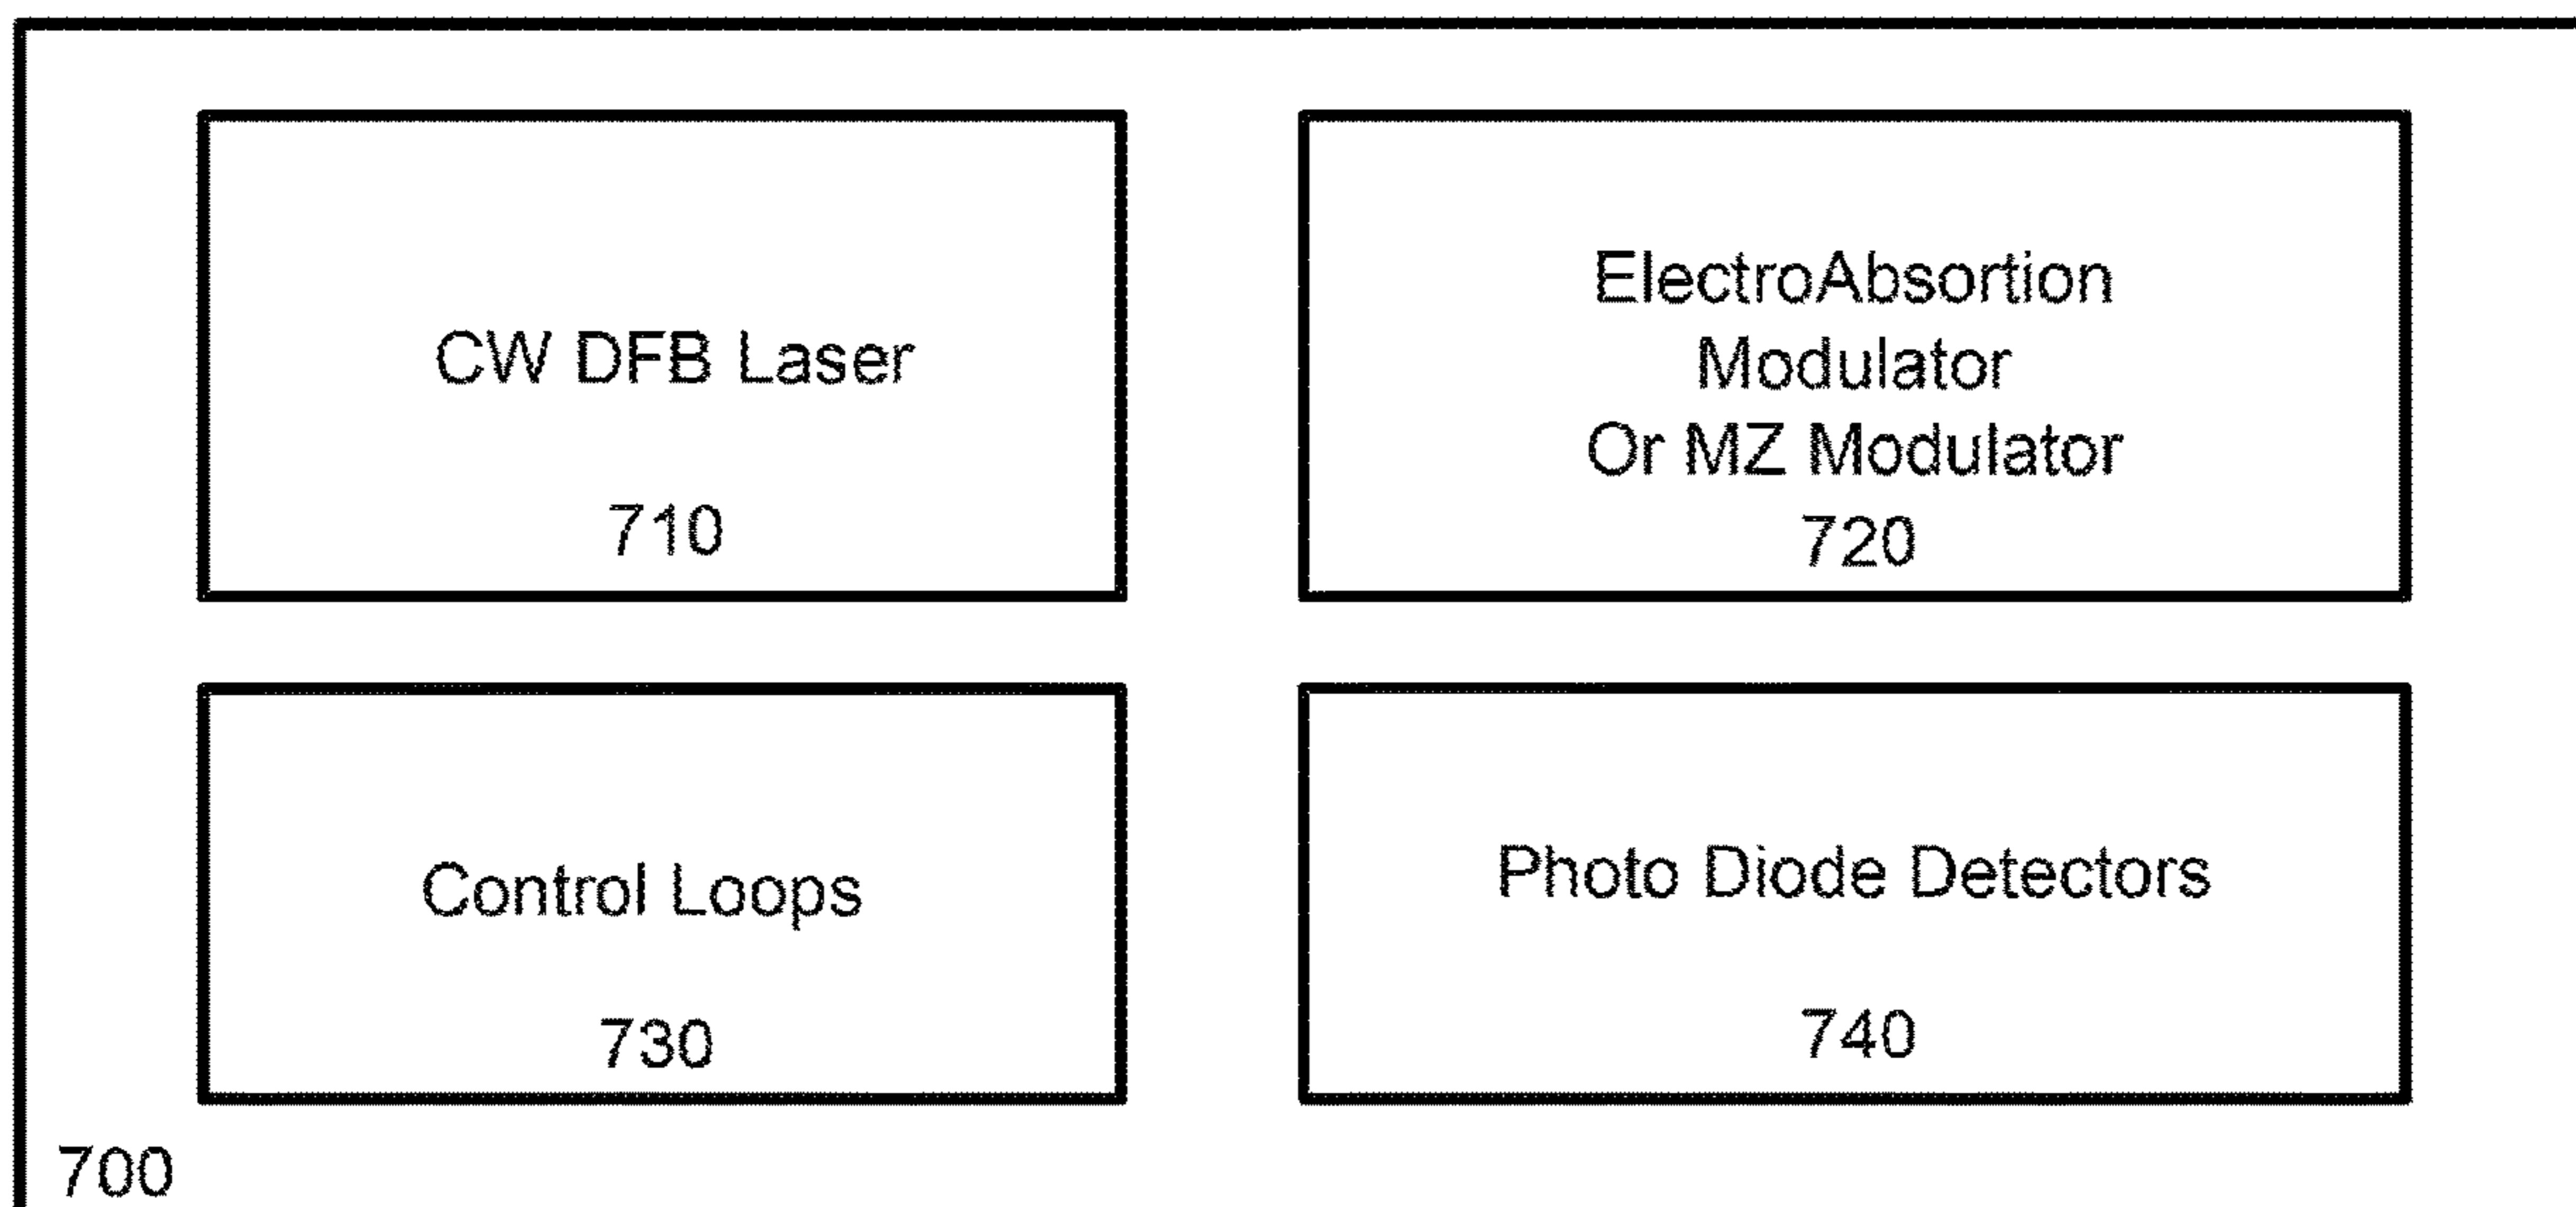 CW DFB Laser
710
ElectroAbsortion
Modulator
Or MZ Modulator
720
Control Loops
730
Photo Diode Detectors
740
700